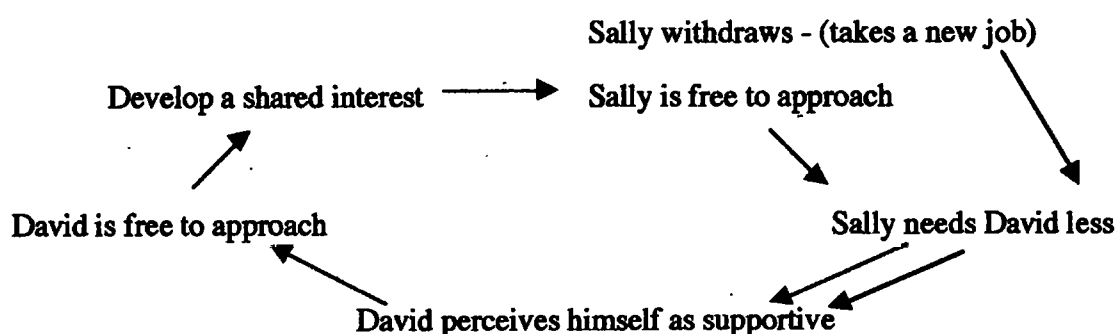 Sally withdraws - (takes a new job)
Develop a shared interest
Sally is free to approach
David is free to approach
Sally needs David less
David perceives himself as supportive